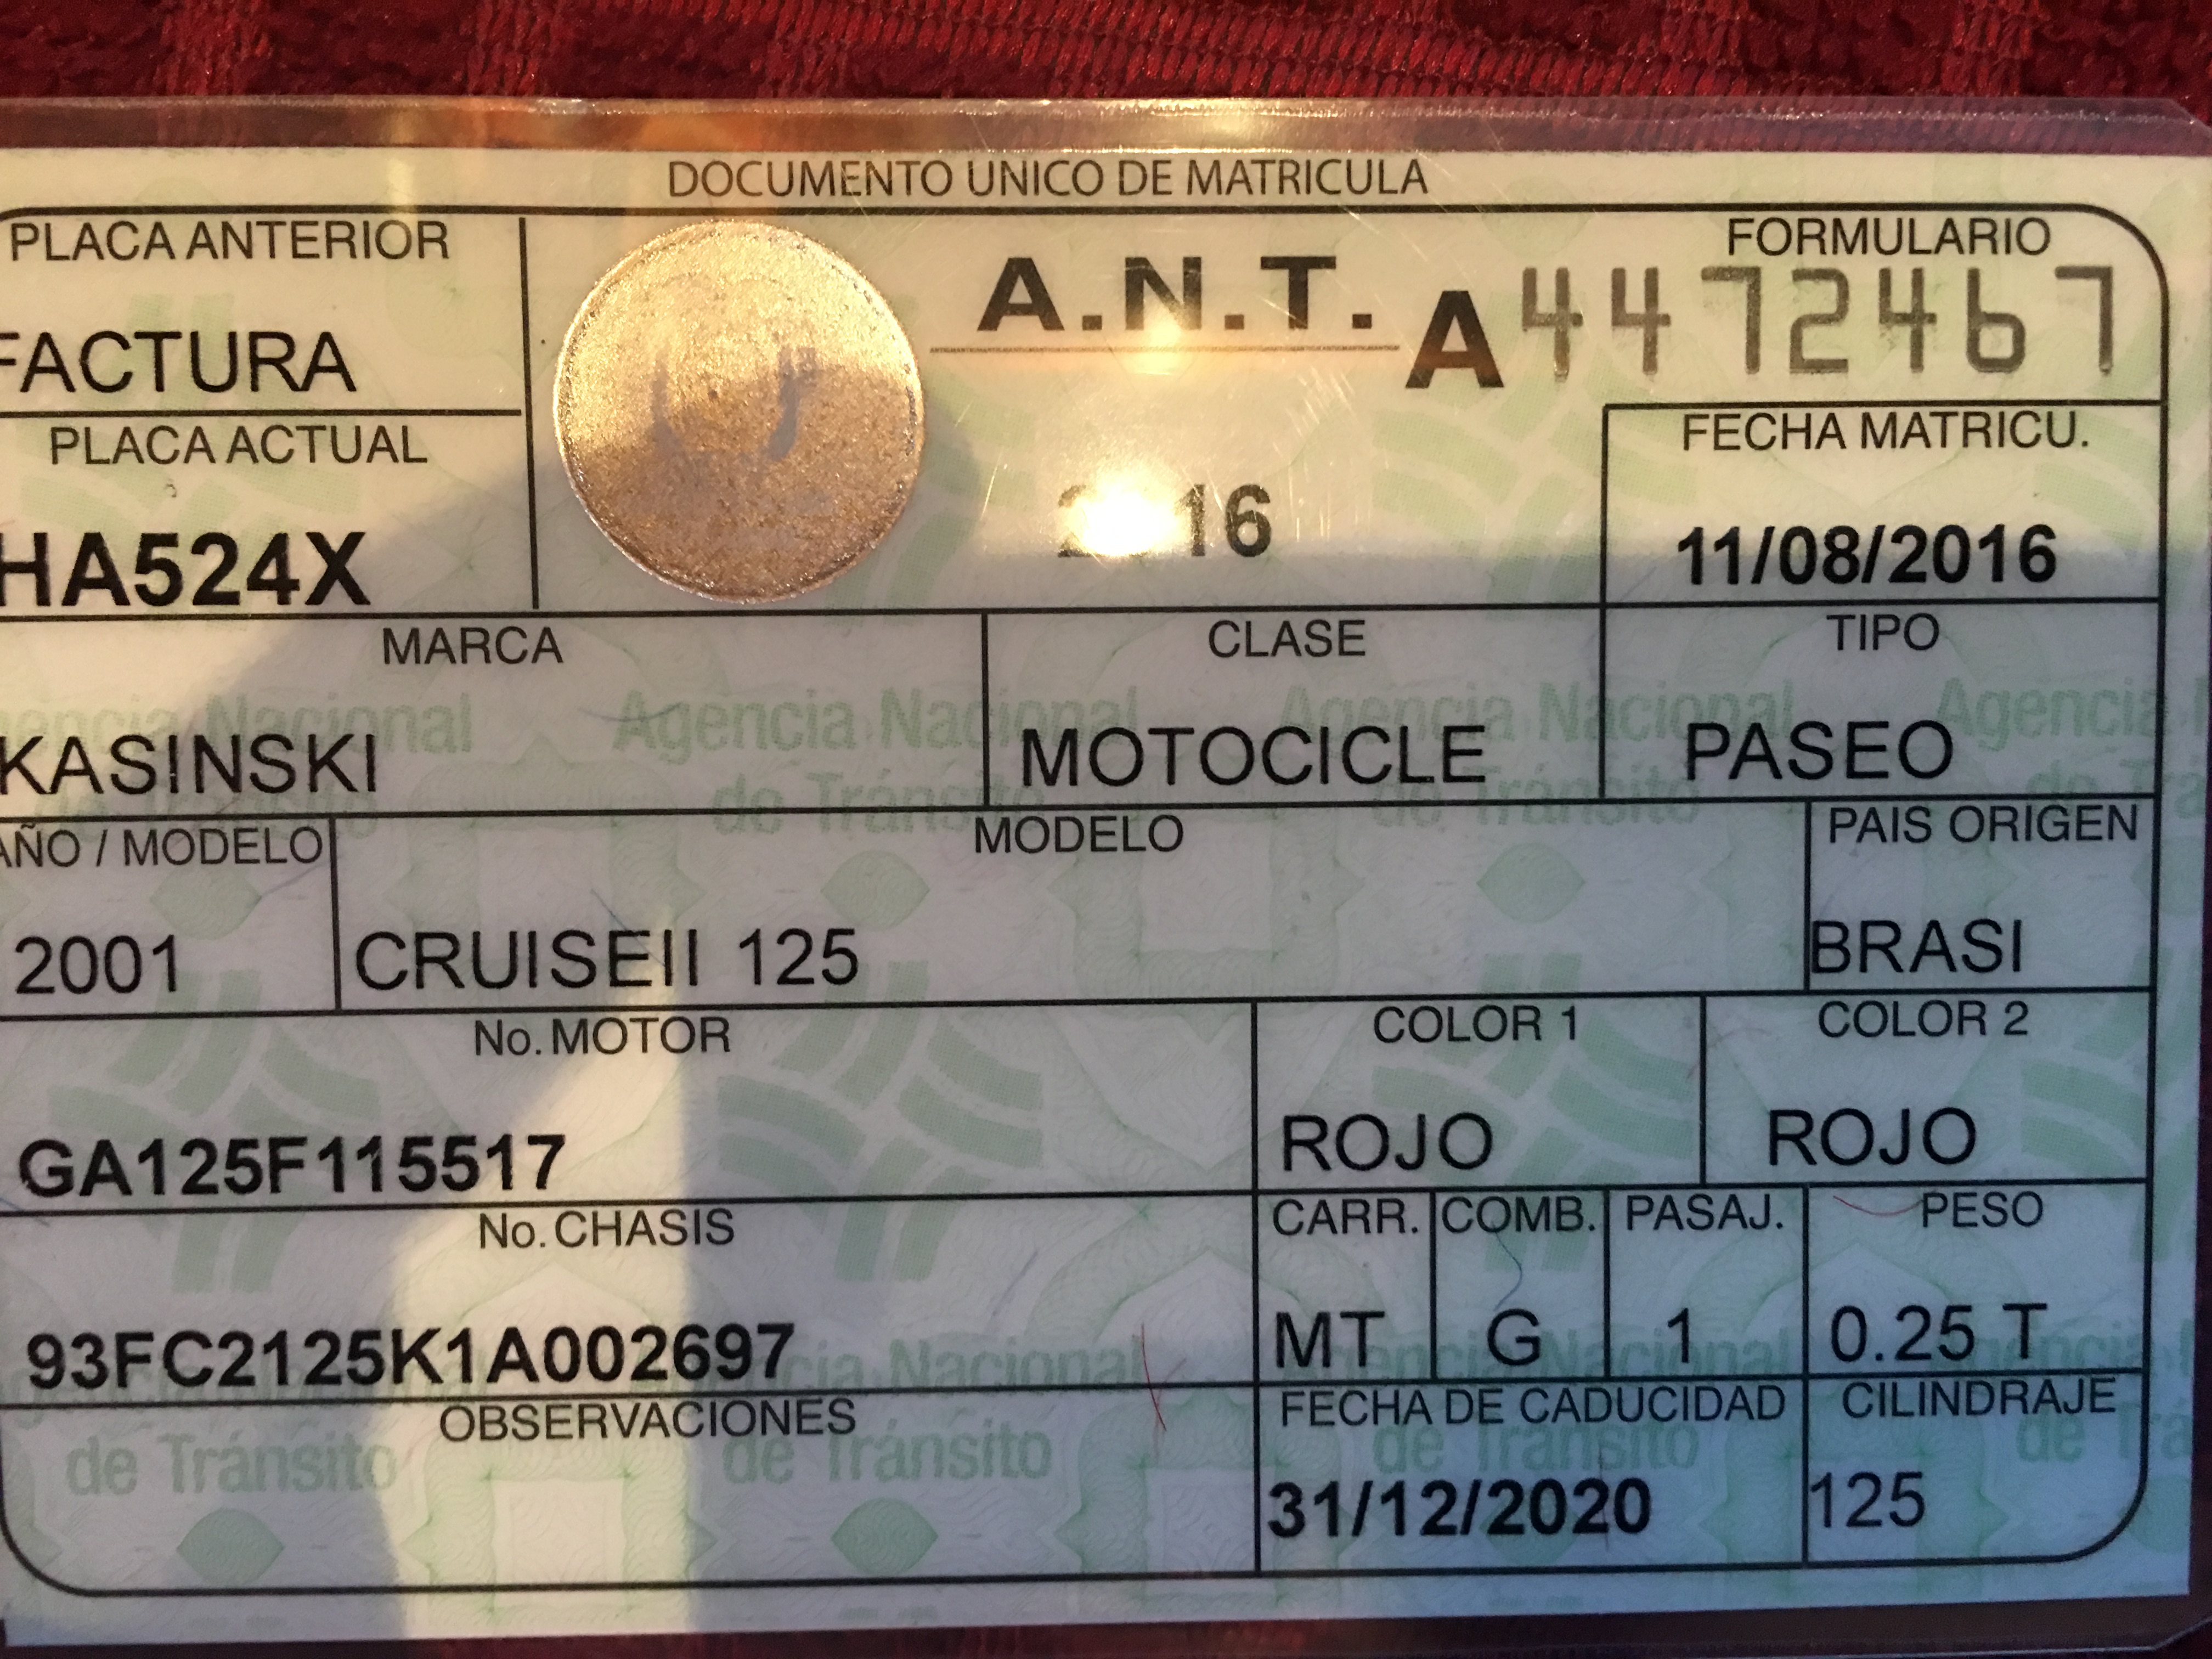 DOCUMENTO UNICO DE MATRICULA
PLACA ANTERIOR
FACTURA
A.N.T.
FORMULARIO
A4472467
PLACA ACTUAL
HA524X
FECHA MATRICU.
11/08/2016
MARCA
CLASE
TIPO
KASINSKI
MOTOCICLE
PASEO
AÑO / MODELO
MODELO
PAIS ORIGEN
2001
CRUISEII 125
BRASI
No. MOTOR
COLOR 1
COLOR 2
GA125F115517
ROJO
ROJO
No. CHASIS
CARR.
COMB.
PASAJ.
PESO
93FC2125K1A002697
MT
G
1
0.25 T
OBSERVACIONES
FECHA DE CADUCIDAD
CILINDRAJE
31/12/2020
125
Agencia Nacional
de Tránsito